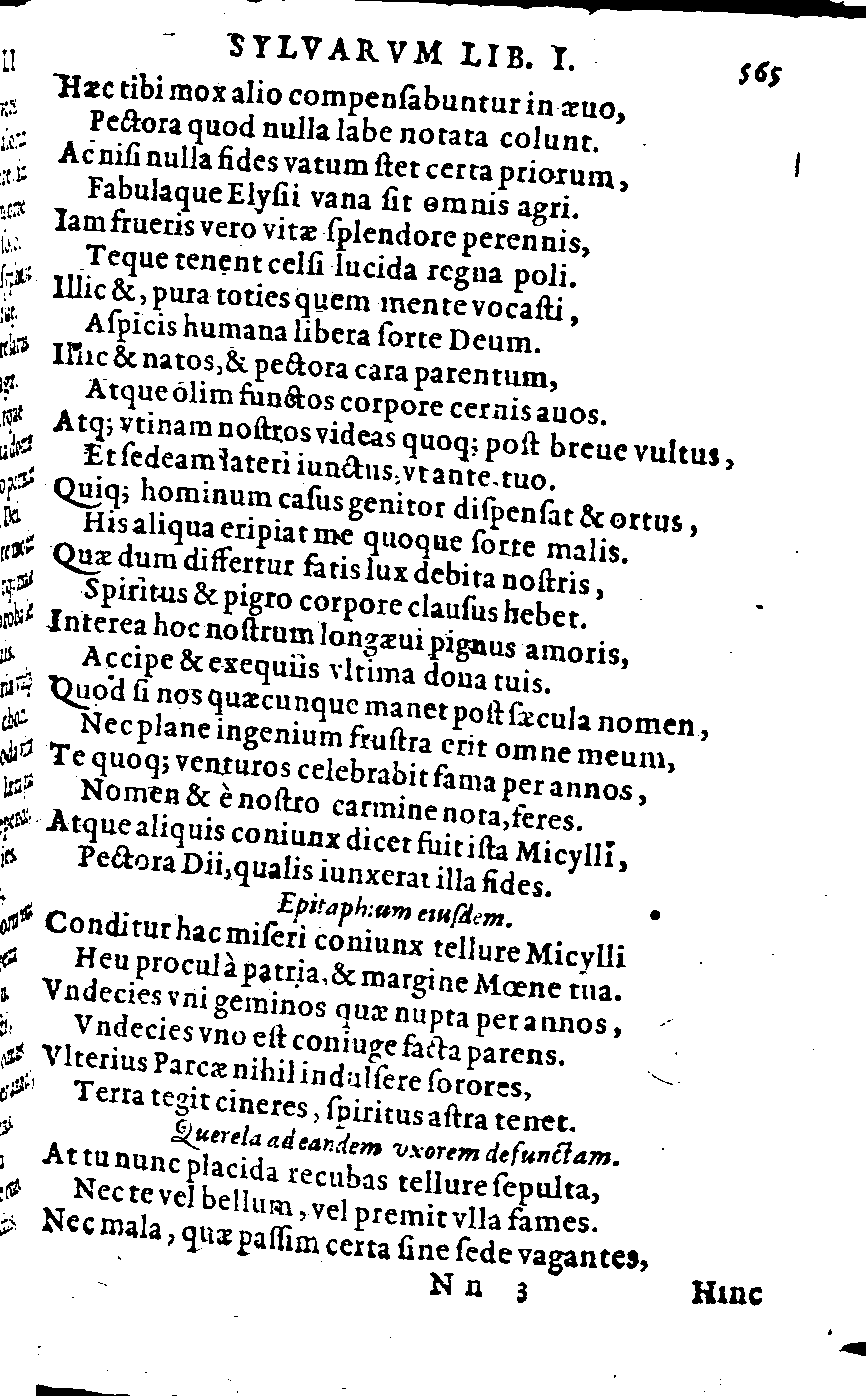 SYLVARVM LIB. I. 565
Hæc tibi mox alio compenſabuntur in æuo,
Pectora quod nulla labe notata colunt.
Ac niſi nulla fides vatum ſtet certa priorum,
Fabulaque Elyſii vana ſit omnis agri.
Iam frueris vero vitæ ſplendore perennis,
Teque tenent celſi lucida regna poli.
Illic &, pura toties quem mente vocaſti,
Aſpicis humana libera ſorte Deum.
Illic & natos, & pectora cara parentum,
Atque olim functos corpore cernis auos.
Atq; vtinam noſtros videas quoq; poſt breue vultus,
Et ſedeam lateri iunctus, vt ante, tuo.
Quiq; hominum caſus genitor diſpenſat & ortus,
His aliqua eripiat me quoque ſorte malis.
Quæ dum differtur fatis lux debita noſtris,
Spiritus & pigro corpore clauſus hebet.
Interea hoc noſtrum longæui pignus amoris,
Accipe & exequiis vltima dona tuis.
Quod ſi nos quæcunque manet poſt ſæcula nomen,
Nec plane ingenium fruſtra erit omne meum,
Te quoq; venturos celebrabit fama per annos,
Nomen & è noſtro carmine nota, feres.
Atque aliquis coniunx dicet fuit iſta Micylli,
Pectora Dii, qualis iunxerat illa fides.
Epitaphium eiuſdem.
Conditur hac miſeri coniunx tellure Micylli
Heu procul à patria, & margine Mœne tua.
Vndecies vni geminos quæ nupta per annos,
Vndecies vno eſt coniuge facta parens.
Vlterius Parcæ nihil indulſere ſorores,
Terra tegit cineres, ſpiritus aſtra tenet.
Querela ad eandem vxorem defunctam.
At tu nunc placida recubas tellure ſepulta,
Nec te vel bellum, vel premit vlla fames.
Nec mala, quæ paſſim certa ſine ſede vagantes,
N n 3 Hinc